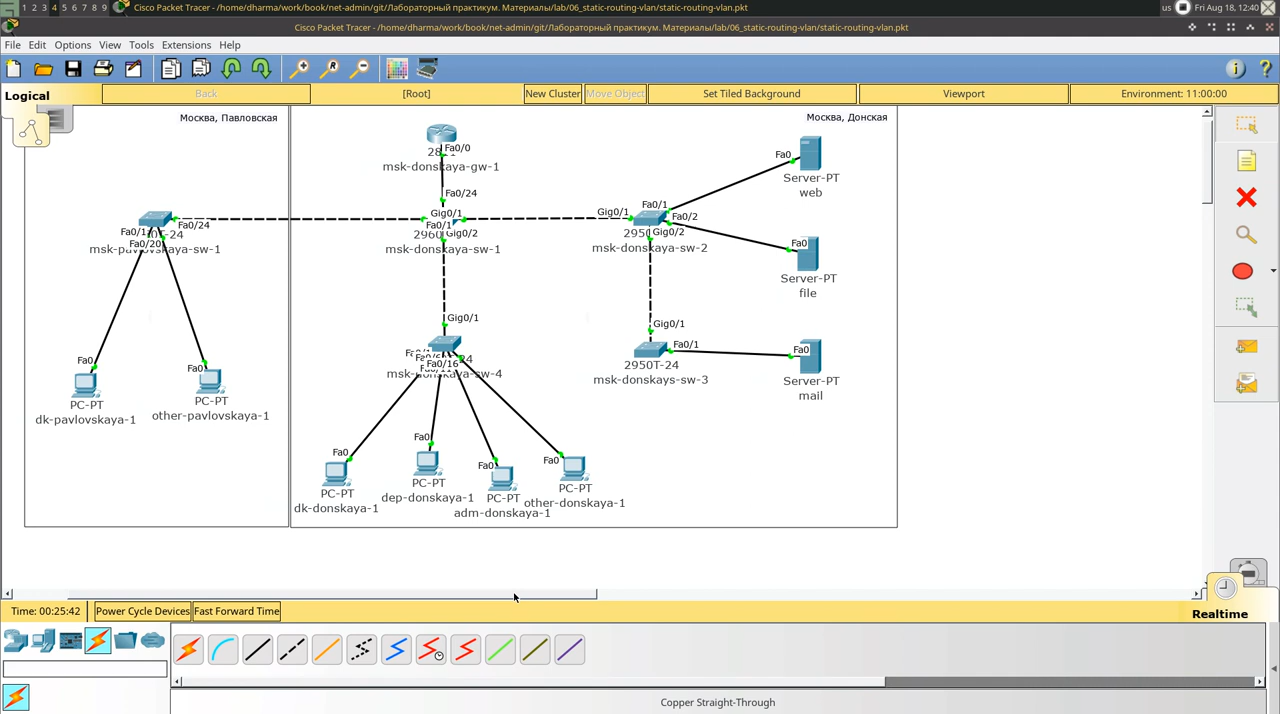 1 2 3 4 5 6 7 8 9
Cisco Packet Tracer - /home/dharma/work/book/net-admin/git/Лабораторный практикум. Материалы/lab/06_static-routing-vlan/static-routing-vlan.pkt
us
Fri Aug 18, 12:40
Cisco Packet Tracer - /home/dharma/work/book/net-admin/git/Лабораторный практикум. Материалы/lab/06_static-routing-vlan/static-routing-vlan.pkt
File Edit Options View Tools Extensions Help
Logical
Back
[Root]
New Cluster
Move Object
Set Tiled Background
Viewport
Environment: 11:00:00
Москва, Павловская
Москва, Донская
Fa0/0
msk-donskaya-gw-1
Fa0/24
Gig0/1
Fa0/1
Gig0/2
msk-donskaya-sw-1
Fa0/24
Fa0/1
Fa0/20
msk-pavlovskaya-sw-1
Gig0/1
Fa0/1
Fa0/2
Gig0/2
msk-donskaya-sw-2
Fa0
Server-PT
web
Fa0
Server-PT
file
Gig0/1
Fa0/1
2950T-24
msk-donskays-sw-3
Fa0
Server-PT
mail
Gig0/1
Fa0/16
msk-donskaya-sw-4
Fa0
PC-PT
dk-pavlovskaya-1
Fa0
PC-PT
other-pavlovskaya-1
Fa0
PC-PT
dk-donskaya-1
Fa0
PC-PT
dep-donskaya-1
Fa0
PC-PT
adm-donskaya-1
Fa0
PC-PT
other-donskaya-1
Time: 00:25:42
Power Cycle Devices
Fast Forward Time
Realtime
Copper Straight-Through